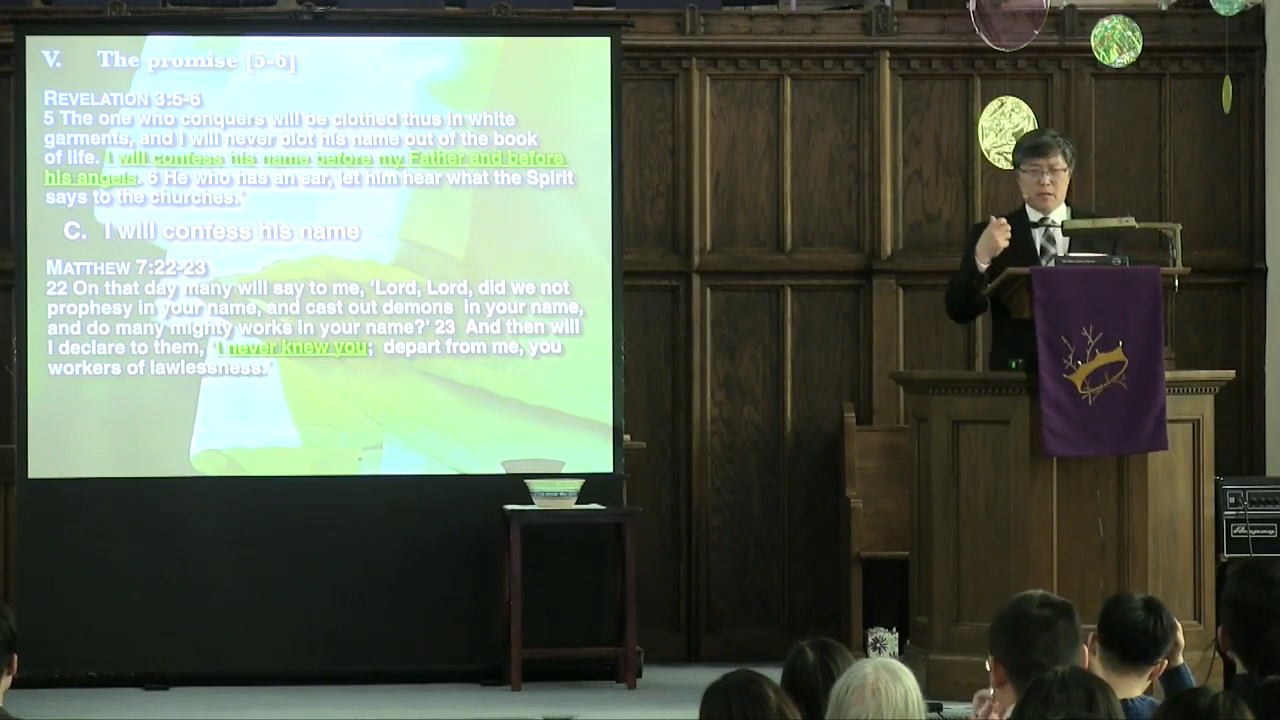 V. The promise [5-6]
REVELATION 3:5-6
5 The one who conquers will be clothed thus in white
garments, and I will never blot his name out of the book
of life. I will confess his name before my Father and before
his angels. 6 He who has an ear, let him hear what the Spirit
says to the churches.'
C. I will confess his name
MATTHEW 7:22-23
22 On that day many will say to me, 'Lord, Lord, did we not
prophesy in your name, and cast out demons in your name,
and do many mighty works in your name?' 23 And then will
I declare to them, 'I never knew you; depart from me, you
workers of lawlessness.'